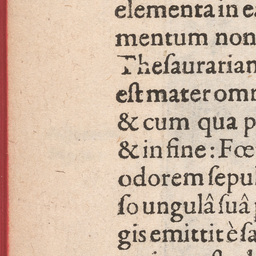 elementa in ea
mentum non
Theſaurarian
eſt mater omn
& cum qua p
& in fine: Fœ
odorem ſepul
ſo ungulâ ſuâ
gis emittit è ſa